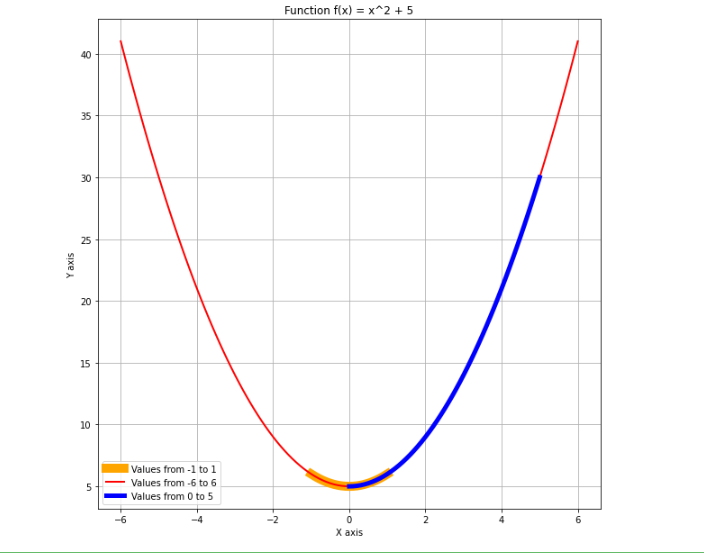 Function f(x) = x^2 + 5
40
35
30
25
20
15
10
5
Y axis
Values from -1 to 1
Values from -6 to 6
Values from 0 to 5
−6 −4 −2 0 2 4 6
X axis